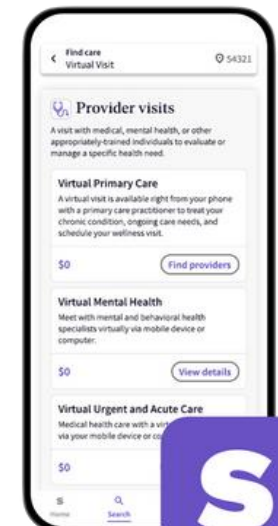 Find care
Virtual Visit
54321
Provider visits
A visit with medical, mental health, or other
appropriately-trained individuals to evaluate or
manage a specific health need.
Virtual Primary Care
A virtual visit is available right from your phone
with a primary care practitioner to treat your
chronic condition, ongoing care needs, and
schedule your wellness visit.
$0
Find providers
Virtual Mental Health
Meet with mental and behavioral health
specialists virtually via mobile device or
computer.
$0
View details
Virtual Urgent and Acute Care
Medical health care with a
via your mobile device or
$0
S
S
Home
Search